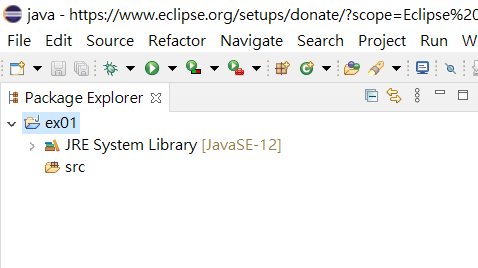 java - https://www.eclipse.org/setups/donate/?scope=Eclipse%20
File Edit Source Refactor Navigate Search Project Run W
Package Explorer
ex01
JRE System Library [JavaSE-12]
src